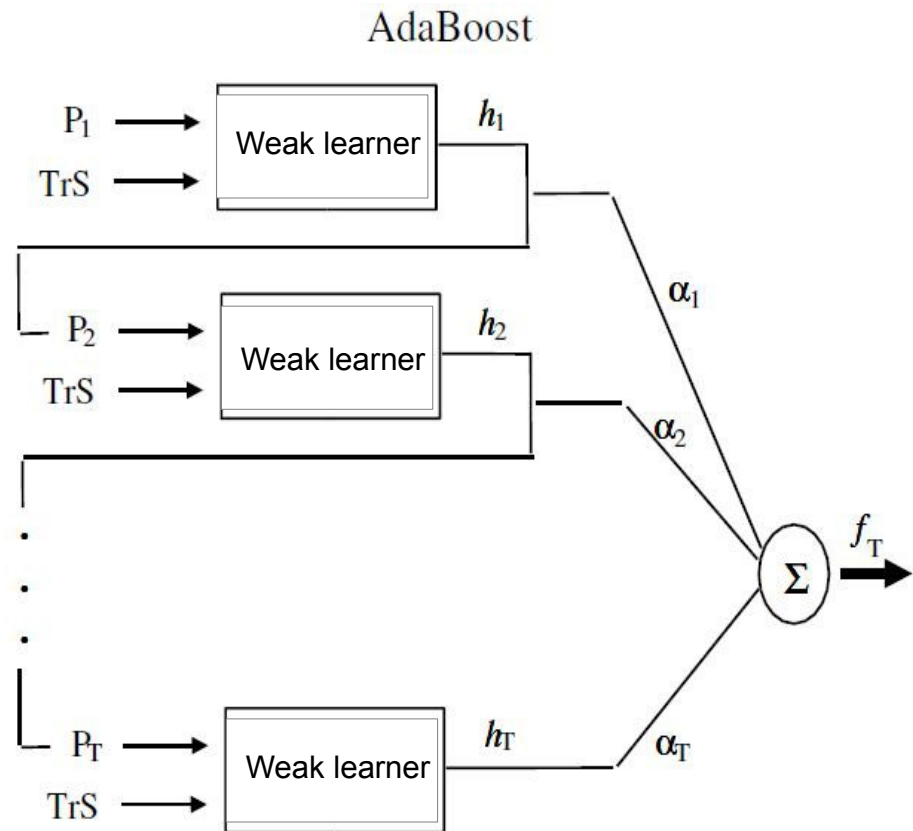 AdaBoost
P₁
Weak learner
h₁
TrS
α₁
P₂
Weak learner
h₂
TrS
α₂
f_T
Σ
P_T
Weak learner
h_T
α_T
TrS